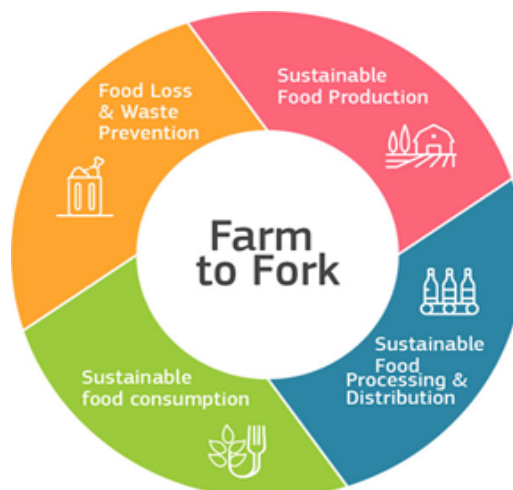 Food Loss
& Waste
Prevention
Sustainable
Food Production
Farm
to Fork
Sustainable
Food
Processing &
Distribution
Sustainable
food consumption